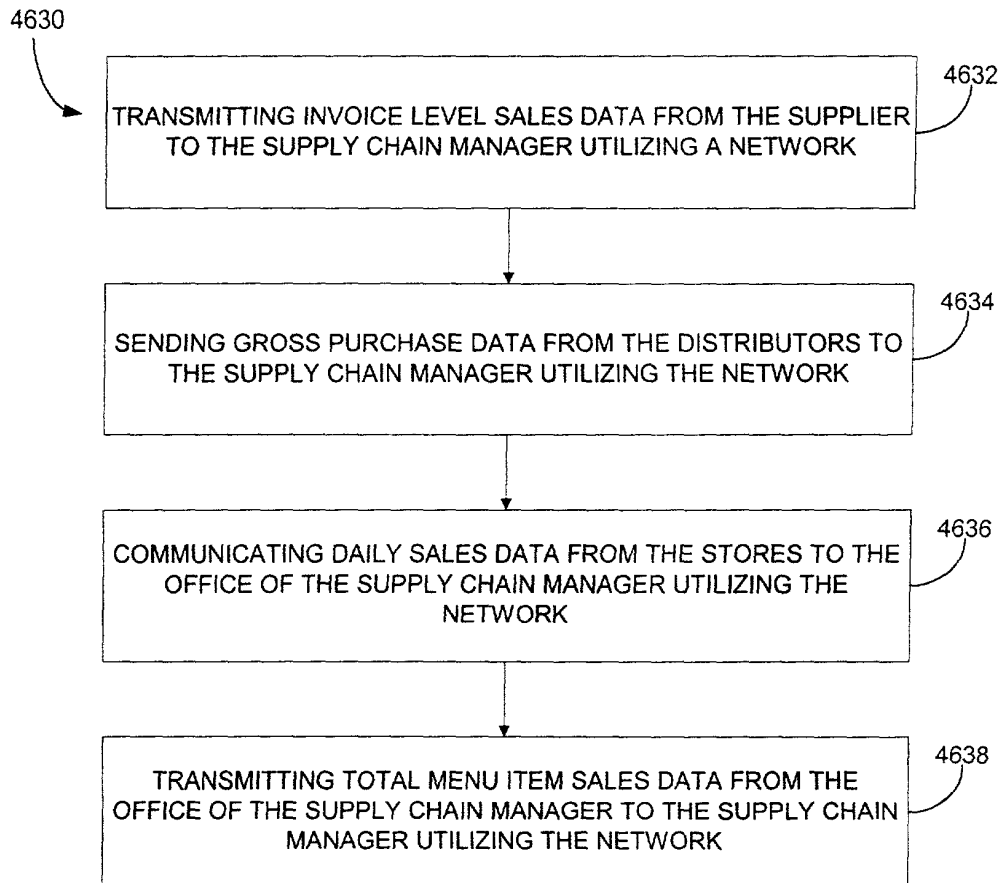 4630
4632
TRANSMITTING INVOICE LEVEL SALES DATA FROM THE SUPPLIER
TO THE SUPPLY CHAIN MANAGER UTILIZING A NETWORK
4634
SENDING GROSS PURCHASE DATA FROM THE DISTRIBUTORS TO
THE SUPPLY CHAIN MANAGER UTILIZING THE NETWORK
4636
COMMUNICATING DAILY SALES DATA FROM THE STORES TO THE
OFFICE OF THE SUPPLY CHAIN MANAGER UTILIZING THE
NETWORK
4638
TRANSMITTING TOTAL MENU ITEM SALES DATA FROM THE
OFFICE OF THE SUPPLY CHAIN MANAGER TO THE SUPPLY CHAIN
MANAGER UTILIZING THE NETWORK